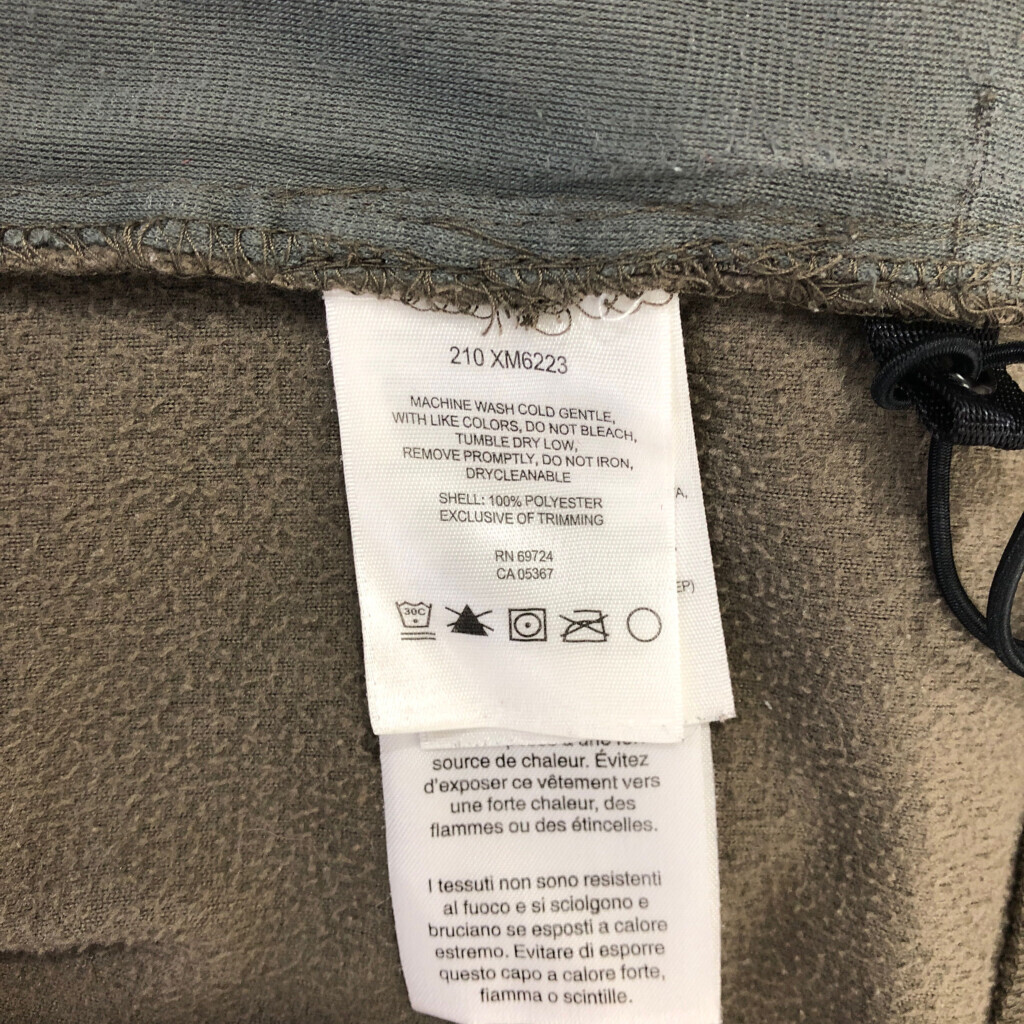 210 XM6223
MACHINE WASH COLD GENTLE,
WITH LIKE COLORS, DO NOT BLEACH,
TUMBLE DRY LOW,
REMOVE PROMPTLY, DO NOT IRON,
DRYCLEANABLE
SHELL: 100% POLYESTER
EXCLUSIVE OF TRIMMING
RN 69724
CA 05367
30C
A,
EP)
source de chaleur. Évitez
d'exposer ce vêtement vers
une forte chaleur, des
flammes ou des étincelles.
I tessuti non sono resistenti
al fuoco e si sciolgono e
bruciano se esposti a calore
estremo. Evitare di esporre
questo capo a calore forte,
fiamma o scintille.